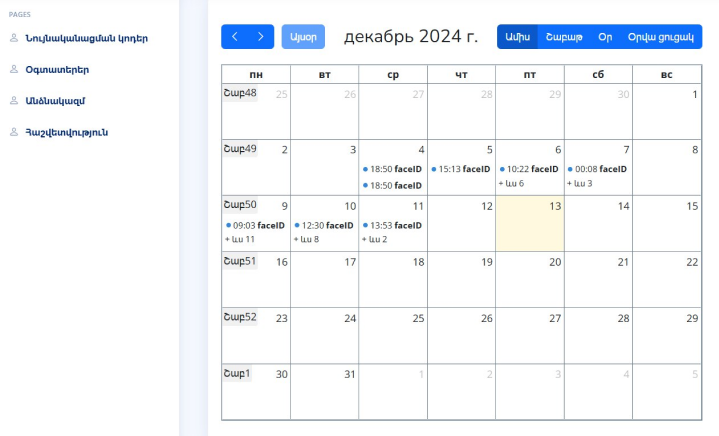 PAGES
Նույնականացման կոդեր
Օգտատերեր
Անձնակազմ
Հաշվետվություն
Այսօր
декабрь 2024 г.
Ամիս Շաբաթ Օր Օրվա ցուցակ
пн вт ср чт пт сб вс
Շաբ48 25 26 27 28 29 30 1
Շաբ49 2 3 4 5 6 7 8
18:50 faceID 15:13 faceID 10:22 faceID 00:08 faceID
18:50 faceID + ևս 6 + ևս 3
Շաբ50 9 10 11 12 13 14 15
09:03 faceID 12:30 faceID 13:53 faceID
+ ևս 11 + ևս 8 + ևս 2
Շաբ51 16 17 18 19 20 21 22
Շաբ52 23 24 25 26 27 28 29
Շաբ1 30 31 1 2 3 4 5